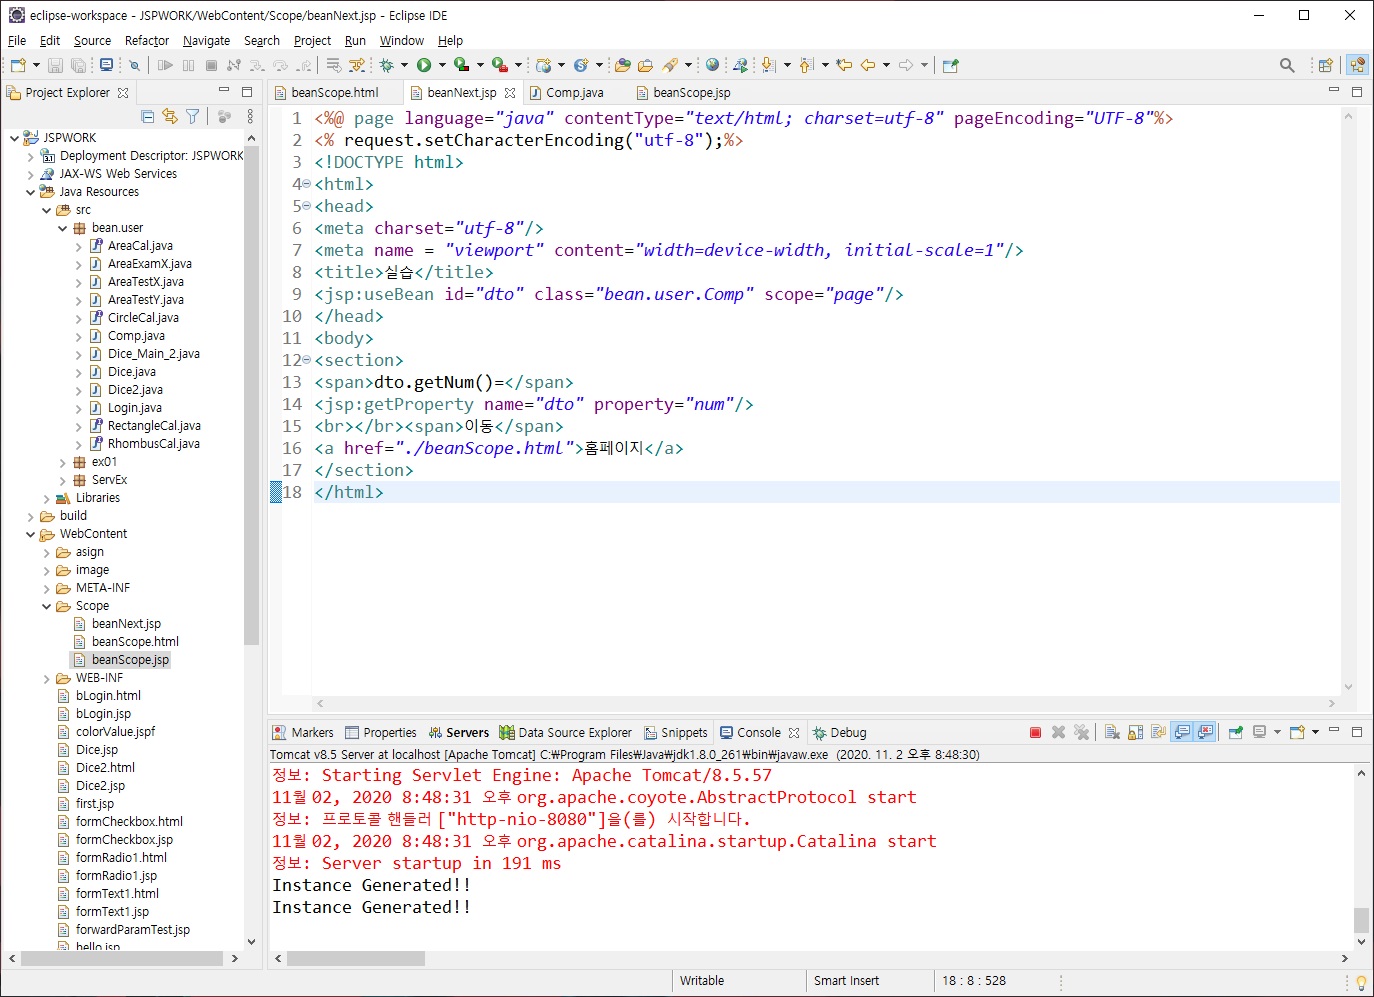 eclipse-workspace - JSPWORK/WebContent/Scope/beanNext.jsp - Eclipse IDE
File Edit Source Refactor Navigate Search Project Run Window Help
Project Explorer
JSPWORK
Deployment Descriptor: JSPWORK
JAX-WS Web Services
Java Resources
src
bean.user
AreaCal.java
AreaExamX.java
AreaTestX.java
AreaTestY.java
CircleCal.java
Comp.java
Dice_Main_2.java
Dice.java
Dice2.java
Login.java
RectangleCal.java
RhombusCal.java
ex01
ServEx
Libraries
build
WebContent
asign
image
META-INF
Scope
beanNext.jsp
beanScope.html
beanScope.jsp
WEB-INF
bLogin.html
bLogin.jsp
colorValue.jspf
Dice.jsp
Dice2.html
Dice2.jsp
first.jsp
formCheckbox.html
formCheckbox.jsp
formRadio1.html
formRadio1.jsp
formText1.html
formText1.jsp
forwardParamTest.jsp
hello.jsp
beanScope.html beanNext.jsp Comp.java beanScope.jsp
1 <%@ page language="java" contentType="text/html; charset=utf-8" pageEncoding="UTF-8"%>
2 <% request.setCharacterEncoding("utf-8");%>
3 <!DOCTYPE html>
4 <html>
5 <head>
6 <meta charset="utf-8"/>
7 <meta name = "viewport" content="width=device-width, initial-scale=1"/>
8 <title>실습</title>
9 <jsp:useBean id="dto" class="bean.user.Comp" scope="page"/>
10 </head>
11 <body>
12 <section>
13 <span>dto.getNum()=</span>
14 <jsp:getProperty name="dto" property="num"/>
15 <br></br><span>이동</span>
16 <a href="./beanScope.html">홈페이지</a>
17 </section>
18 </html>
Markers Properties Servers Data Source Explorer Snippets Console Debug
Tomcat v8.5 Server at localhost [Apache Tomcat] C:₩Program Files₩Java₩jdk1.8.0_261₩bin₩javaw.exe (2020. 11. 2 오후 8:48:30)
정보: Starting Servlet Engine: Apache Tomcat/8.5.57
11월 02, 2020 8:48:31 오후 org.apache.coyote.AbstractProtocol start
정보: 프로토콜 핸들러 ["http-nio-8080"]을(를) 시작합니다.
11월 02, 2020 8:48:31 오후 org.apache.catalina.startup.Catalina start
정보: Server startup in 191 ms
Instance Generated!!
Instance Generated!!
Writable Smart Insert 18 : 8 : 528